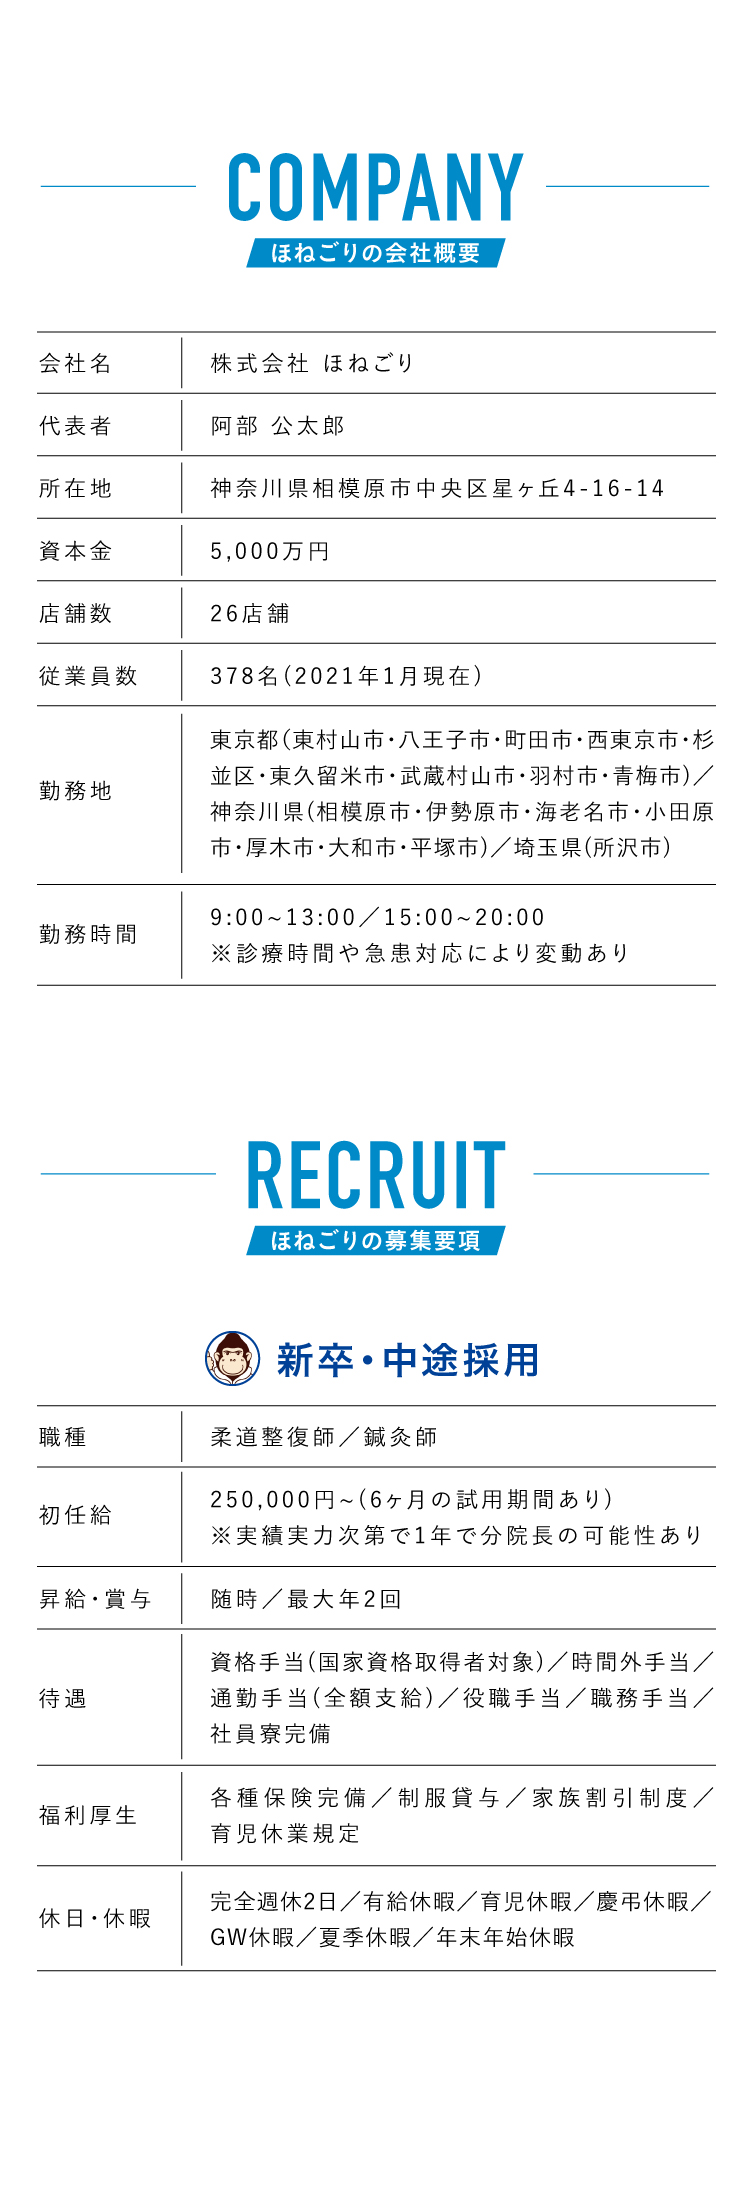 COMPANY
ほねごりの会社概要
会社名
株式会社 ほねごり
代表者
阿部 公太郎
所在地
神奈川県相模原市中央区星ヶ丘4-16-14
資本金
5,000万円
店舗数
26店舗
従業員数
378名(2021年1月現在)
勤務地
東京都(東村山市・八王子市・町田市・西東京市・杉
並区・東久留米市・武蔵村山市・羽村市・青梅市)／
神奈川県(相模原市・伊勢原市・海老名市・小田原
市・厚木市・大和市・平塚市)／埼玉県(所沢市)
勤務時間
9:00~13:00／15:00~20:00
※診療時間や急患対応により変動あり
RECRUIT
ほねごりの募集要項
新卒・中途採用
職種
柔道整復師／鍼灸師
初任給
250,000円~(6ヶ月の試用期間あり)
※実績実力次第で1年で分院長の可能性あり
昇給・賞与
随時／最大年2回
待遇
資格手当(国家資格取得者対象)／時間外手当／
通勤手当(全額支給)／役職手当／職務手当／
社員寮完備
福利厚生
各種保険完備／制服貸与／家族割引制度／
育児休業規定
休日・休暇
完全週休2日／有給休暇／育児休暇／慶弔休暇／
GW休暇／夏季休暇／年末年始休暇